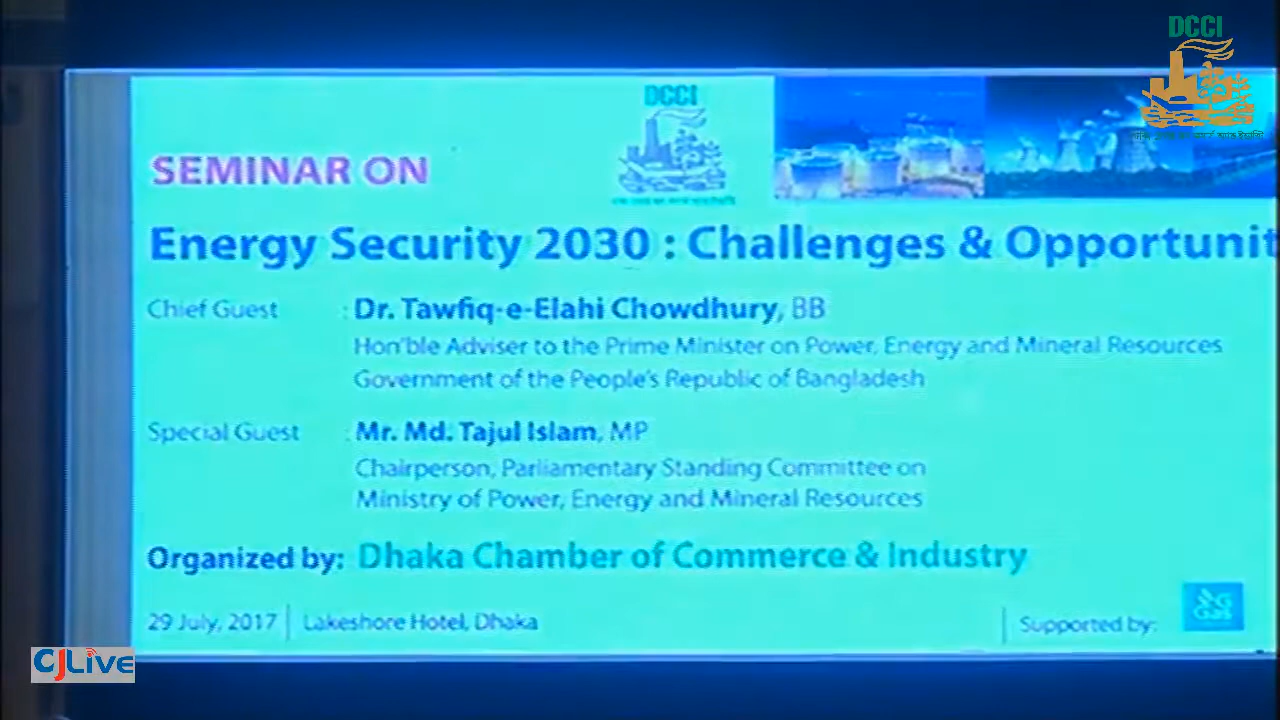 DCCI
DCCI
SEMINAR ON
Energy Security 2030 : Challenges & Opportunit
Chief Guest : Dr. Tawfiq-e-Elahi Chowdhury, BB
Hon'ble Adviser to the Prime Minister on Power, Energy and Mineral Resources
Government of the People's Republic of Bangladesh
Special Guest : Mr. Md. Tajul Islam, MP
Chairperson, Parliamentary Standing Committee on
Ministry of Power, Energy and Mineral Resources
Organized by: Dhaka Chamber of Commerce & Industry
29 July, 2017 | Lakeshore Hotel, Dhaka
Supported by:
CJLIVE